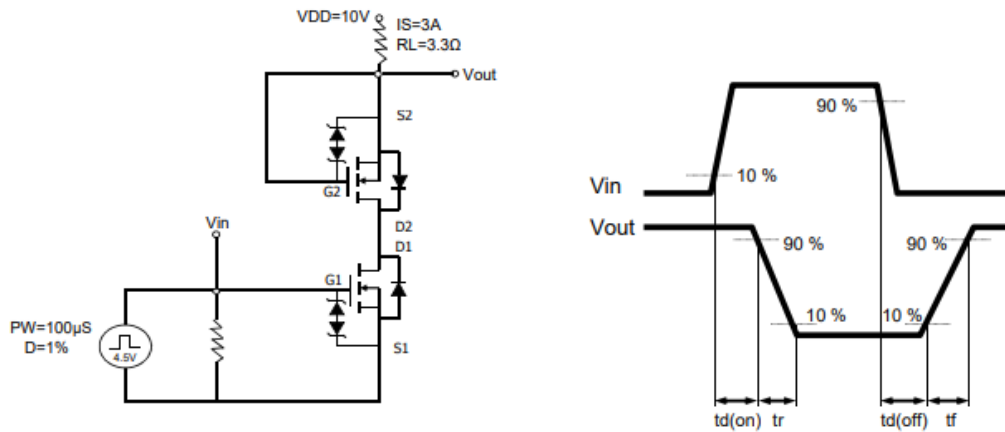 VDD=10V
IS=3A
RL=3.3Ω
Vout
S2
G2
D2
D1
Vin
G1
PW=100µS
D=1%
4.5V
S1
90 %
10 %
Vin
Vout
90 %
90 %
10 %
10 %
td(on)
tr
td(off)
tf